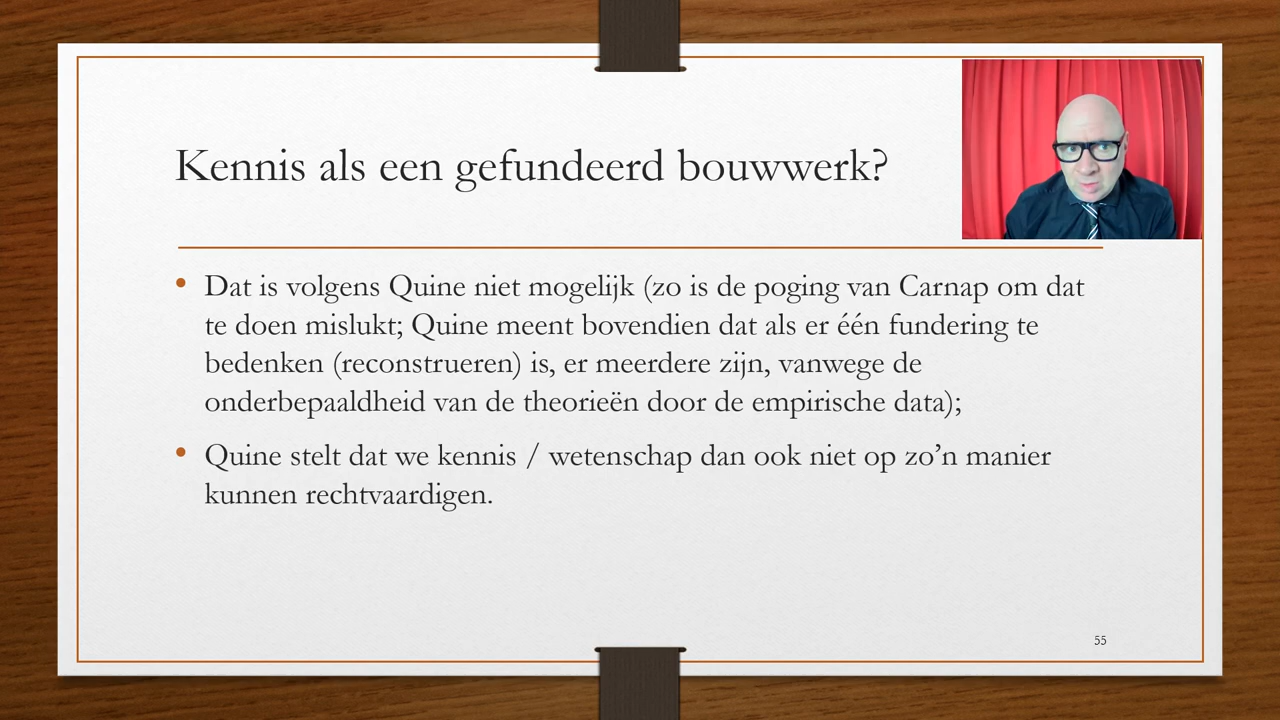 Kennis als een gefundeerd bouwwerk?
• Dat is volgens Quine niet mogelijk (zo is de poging van Carnap om dat
te doen mislukt; Quine meent bovendien dat als er één fundering te
bedenken (reconstrueren) is, er meerdere zijn, vanwege de
onderbepaaldheid van de theorieën door de empirische data);
• Quine stelt dat we kennis / wetenschap dan ook niet op zo’n manier
kunnen rechtvaardigen.
55